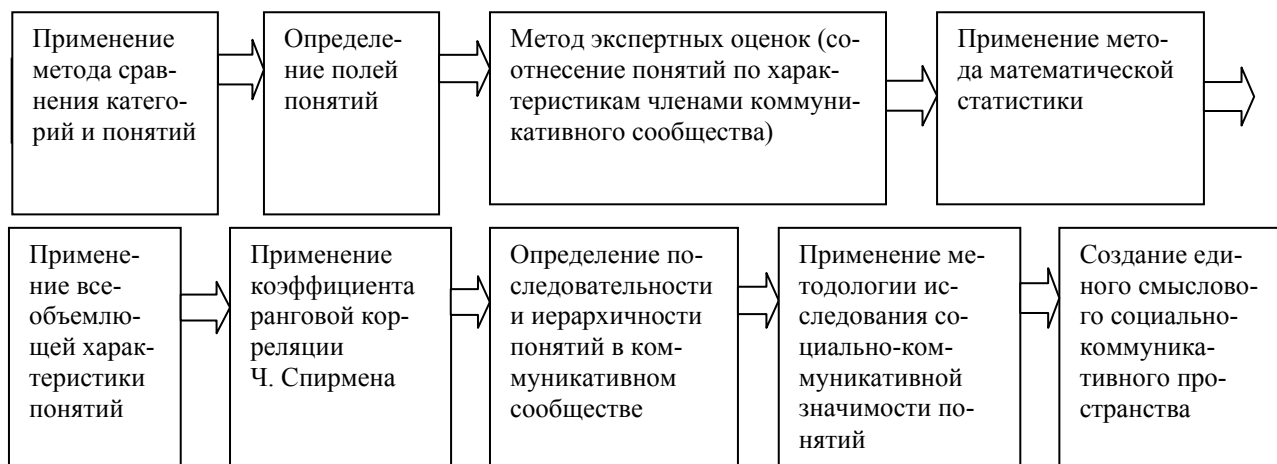 Применение
метода срав-
нения катего-
рий и понятий
Определе-
ние полей
понятий
Метод экспертных оценок (со-
отнесение понятий по харак-
теристикам членами коммуни-
кативного сообщества)
Применение мето-
да математической
статистики
Примене-
ние все-
объемлю-
щей харак-
теристики
понятий
Применение
коэффициента
ранговой кор-
реляции
Ч. Спирмена
Определение по-
следовательности
и иерархичности
понятий в ком-
муникативном
сообществе
Применение ме-
тодологии ис-
следования со-
циально-ком-
муникативной
значимости по-
нятий
Создание еди-
ного смыслово-
го социально-
коммуника-
тивного про-
странства